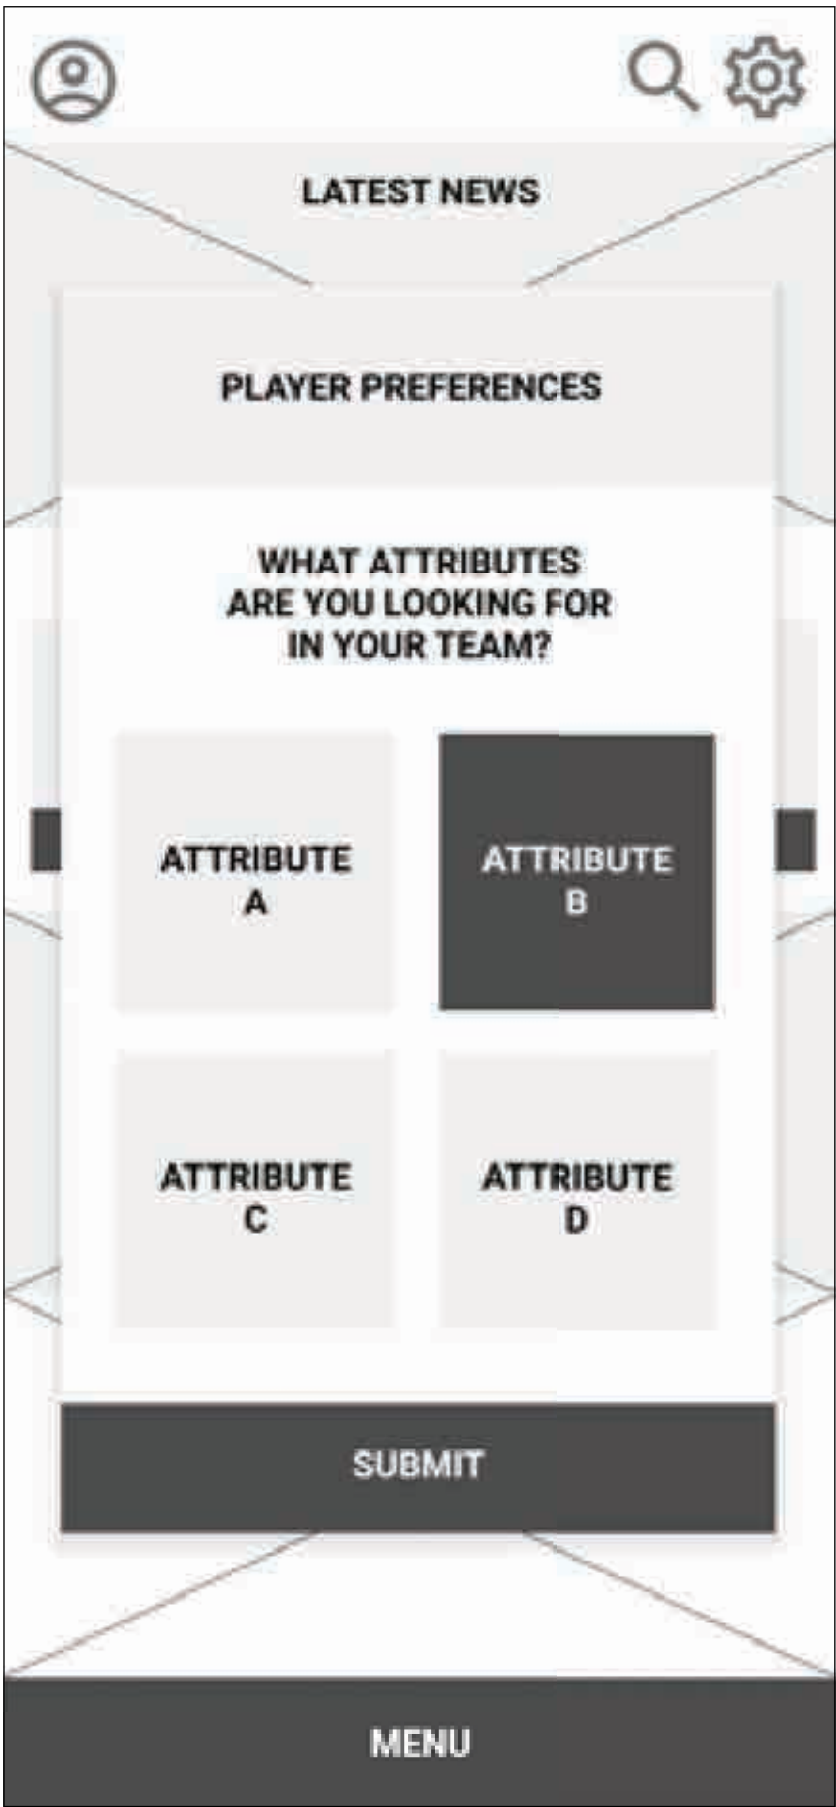 LATEST NEWS
PLAYER PREFERENCES
WHAT ATTRIBUTES
ARE YOU LOOKING FOR
IN YOUR TEAM?
ATTRIBUTE
A
ATTRIBUTE
B
ATTRIBUTE
C
ATTRIBUTE
D
SUBMIT
MENU